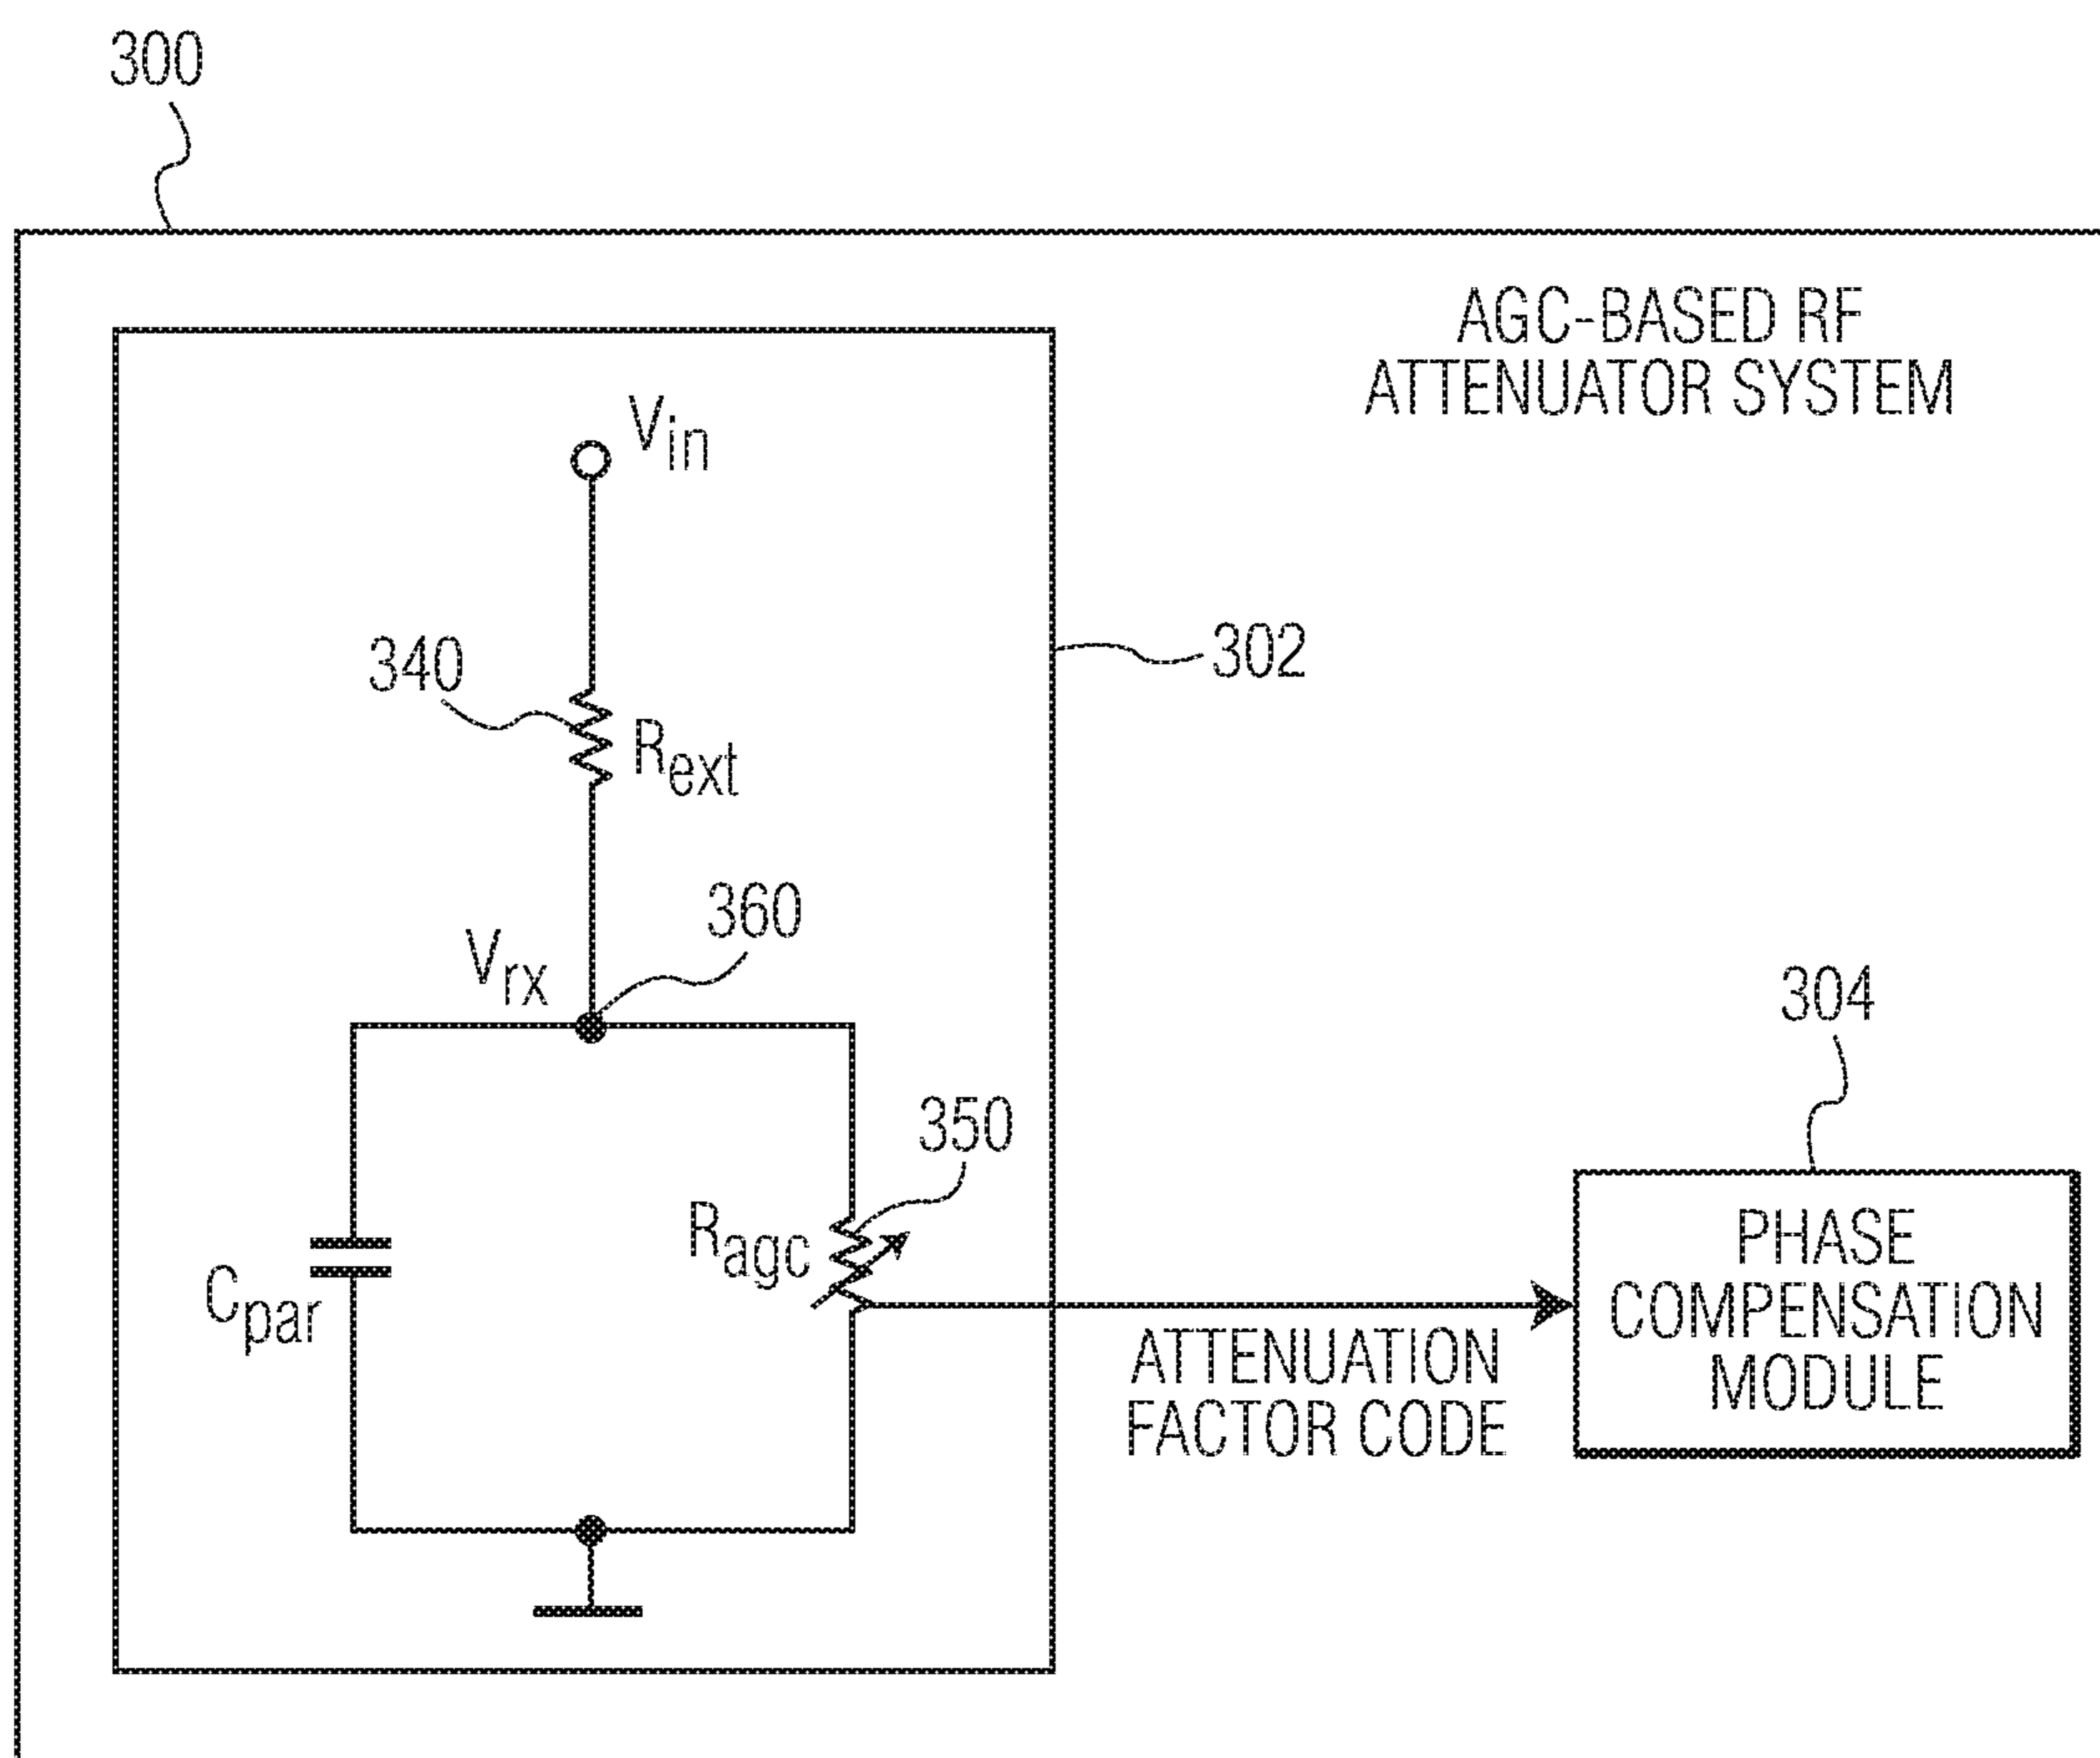 300
AGC-BASED RF
ATTENUATOR SYSTEM
Vin
340
302
Rext
360
Vrx
304
350
Ragc
Cpar
PHASE
COMPENSATION
MODULE
ATTENUATION
FACTOR CODE